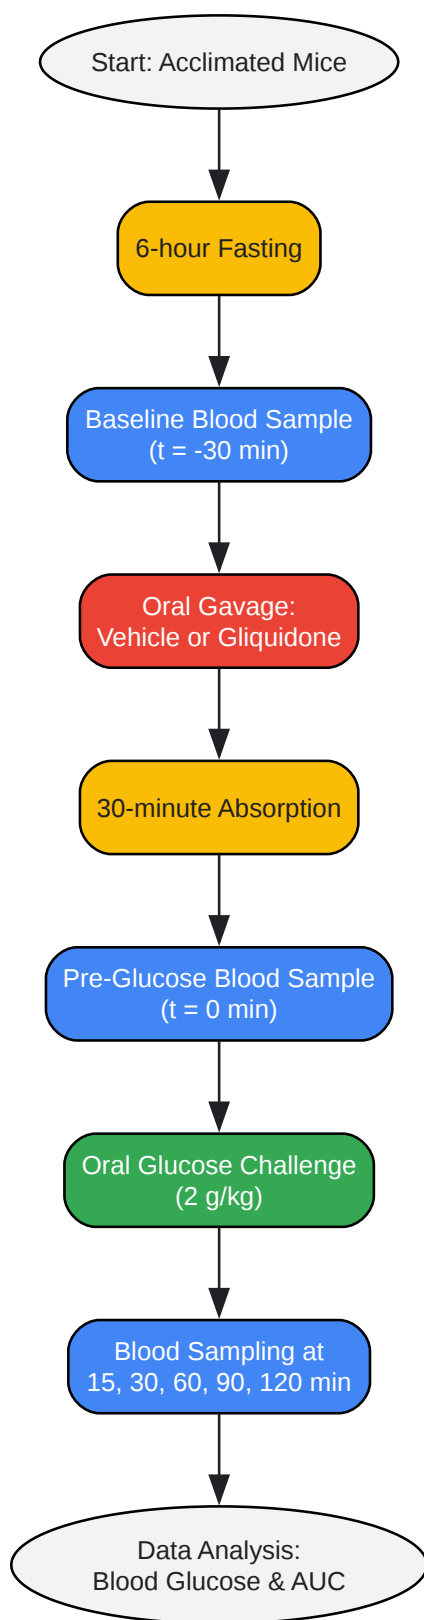 Start: Acclimated Mice
6-hour Fasting
Baseline Blood Sample
(t = -30 min)
Oral Gavage:
Vehicle or Gliquidone
30-minute Absorption
Pre-Glucose Blood Sample
(t = 0 min)
Oral Glucose Challenge
(2 g/kg)
Blood Sampling at
15, 30, 60, 90, 120 min
Data Analysis:
Blood Glucose & AUC